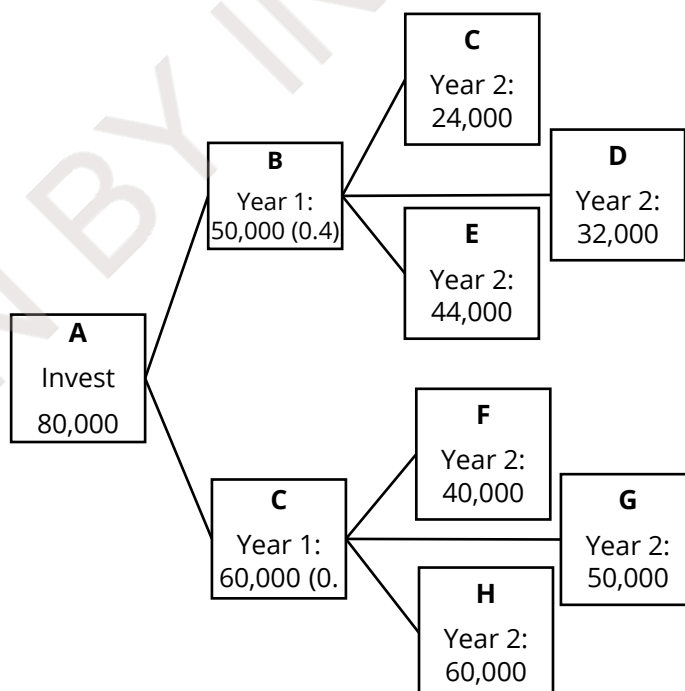 C
Year 2:
24,000
B
Year 1:
50,000 (0.4)
D
Year 2:
32,000
E
Year 2:
44,000
A
Invest
80,000
C
Year 1:
60,000 (0.
F
Year 2:
40,000
G
Year 2:
50,000
H
Year 2:
60,000
N BY IN